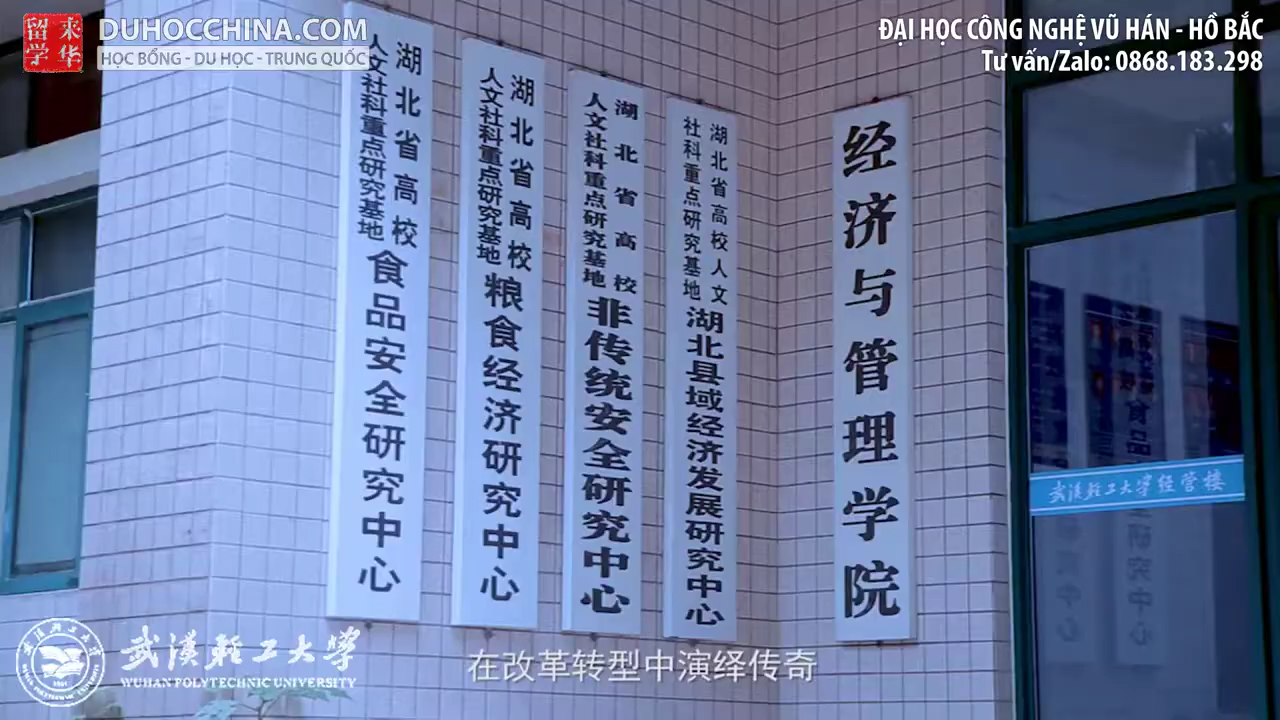 留学
来华
DUHOCCHINA.COM
HỌC BỔNG - DU HỌC - TRUNG QUỐC
ĐẠI HỌC CÔNG NGHỆ VŨ HÁN - HỒ BẮC
Tư vấn/Zalo: 0868.183.298
湖北省高校
人文社科重点研究基地
食品安全研究中心
湖北省高校
人文社科重点研究基地
粮食经济研究中心
湖北省高校
人文社科重点研究基地
非传统安全研究中心
湖北省高校人文
社科重点研究基地
湖北县域经济发展研究中心
经济与管理学院
武汉轻工大学经管楼
武漢輕工大学
WUHAN POLYTECHNIC UNIVERSITY
在改革转型中演绎传奇